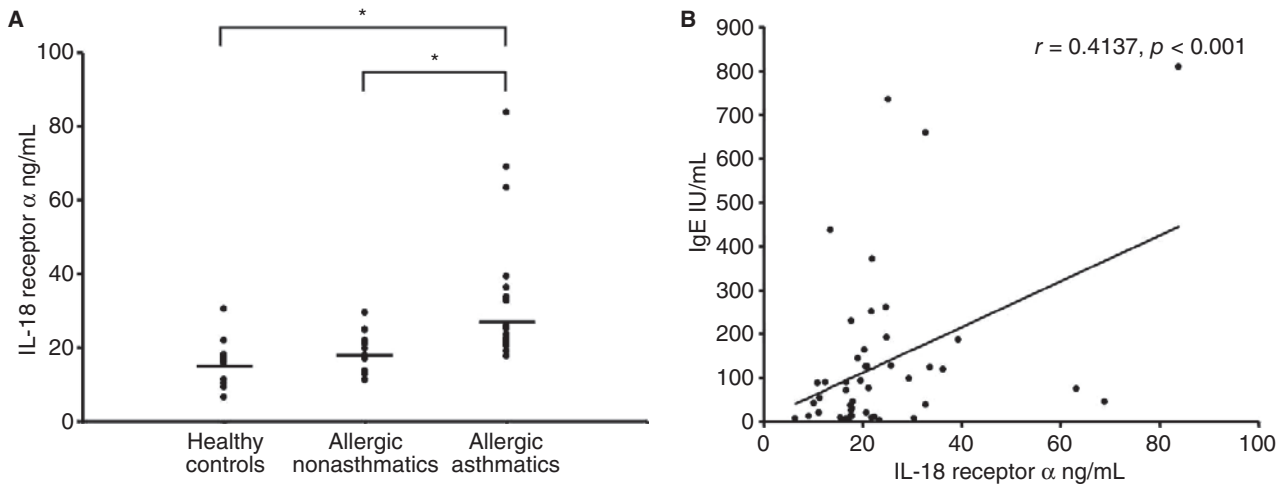 A
*
*
100
80
60
40
20
0
IL-18 receptor α ng/mL
Healthy
controls
Allergic
nonasthmatics
Allergic
asthmatics
B
r = 0.4137, p < 0.001
900
800
700
600
500
400
300
200
100
0
IgE IU/mL
0 20 40 60 80 100
IL-18 receptor α ng/mL